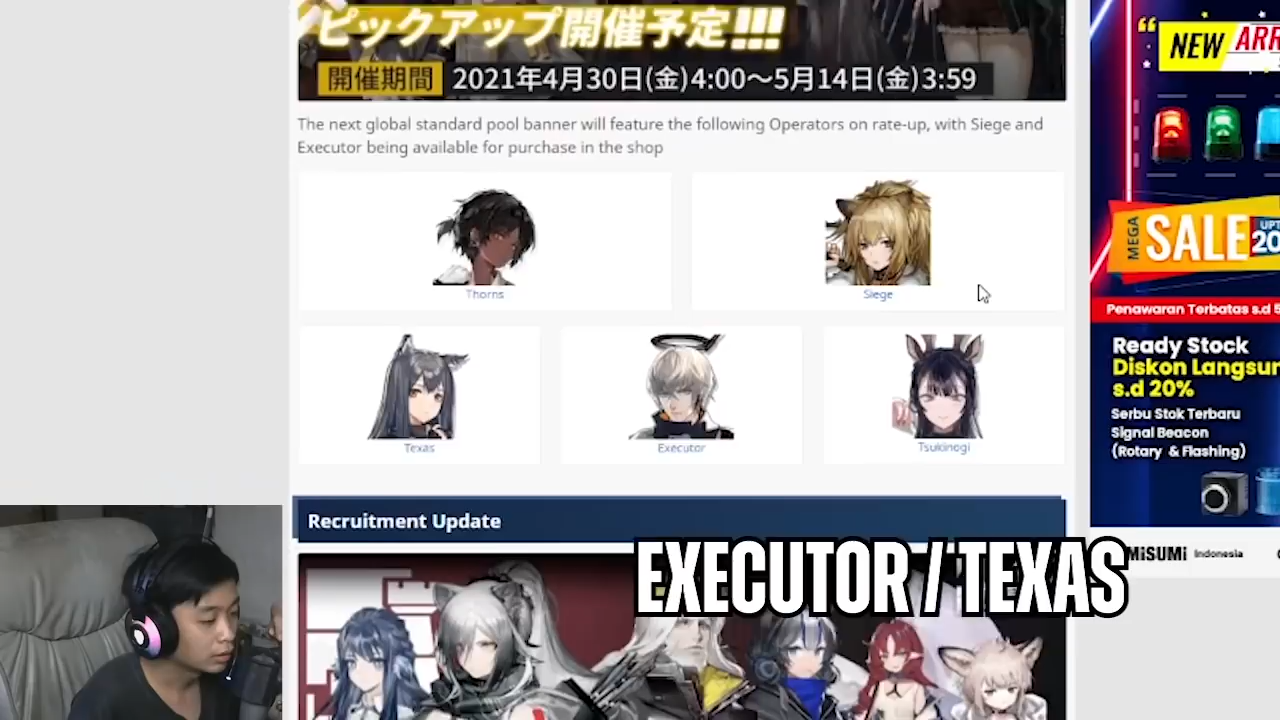 ピックアップ開催予定!!!
開催期間 2021年4月30日(金)4:00〜5月14日(金)3:59
The next global standard pool banner will feature the following Operators on rate-up, with Siege and
Executor being available for purchase in the shop
Thorns
Siege
Texas
Executor
Tsukinogi
Recruitment Update
EXECUTOR / TEXAS
NEW ARR
MEGA SALE UPT
20
Penawaran Terbatas s.d 5
Ready Stock
Diskon Langsun
s.d 20%
Serbu Stok Terbaru
Signal Beacon
(Rotary & Flashing)
MiSUMi Indonesia